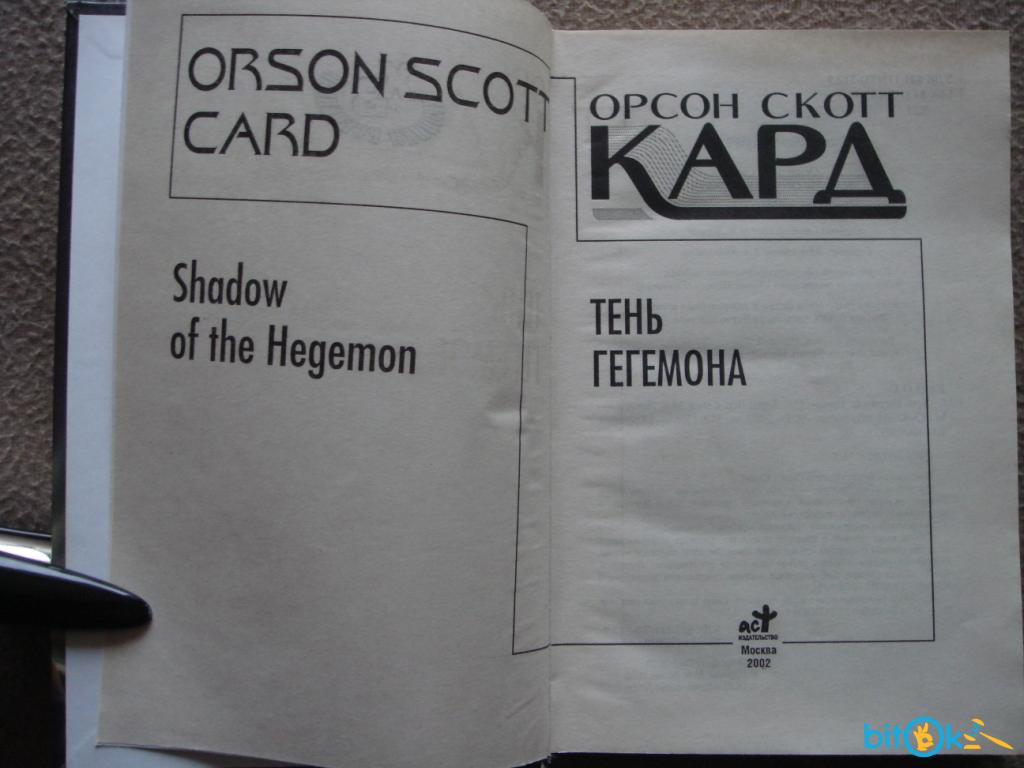 ORSON SCOTT
CARD
Shadow
of the Hegemon
ОРСОН СКОТТ
КАРД
ТЕНЬ
ГЕГЕМОНА
аст
ИЗДАТЕЛЬСТВО
Москва
2002
bitok